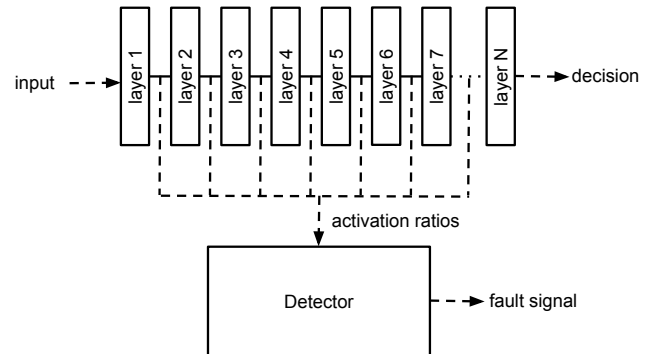 input
layer 1
layer 2
layer 3
layer 4
layer 5
layer 6
layer 7
layer N
decision
activation ratios
Detector
fault signal